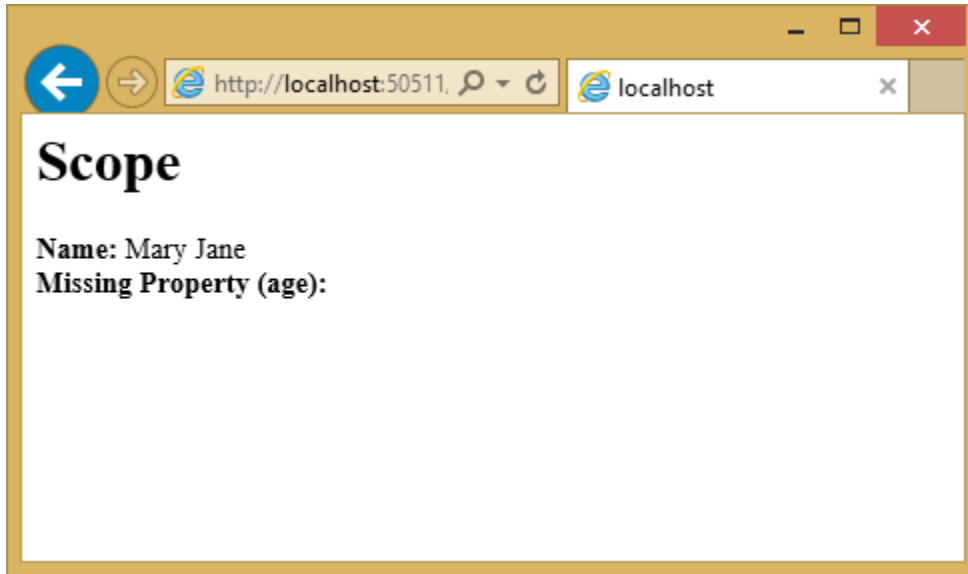 http://localhost:50511,
localhost
Scope
Name: Mary Jane
Missing Property (age):